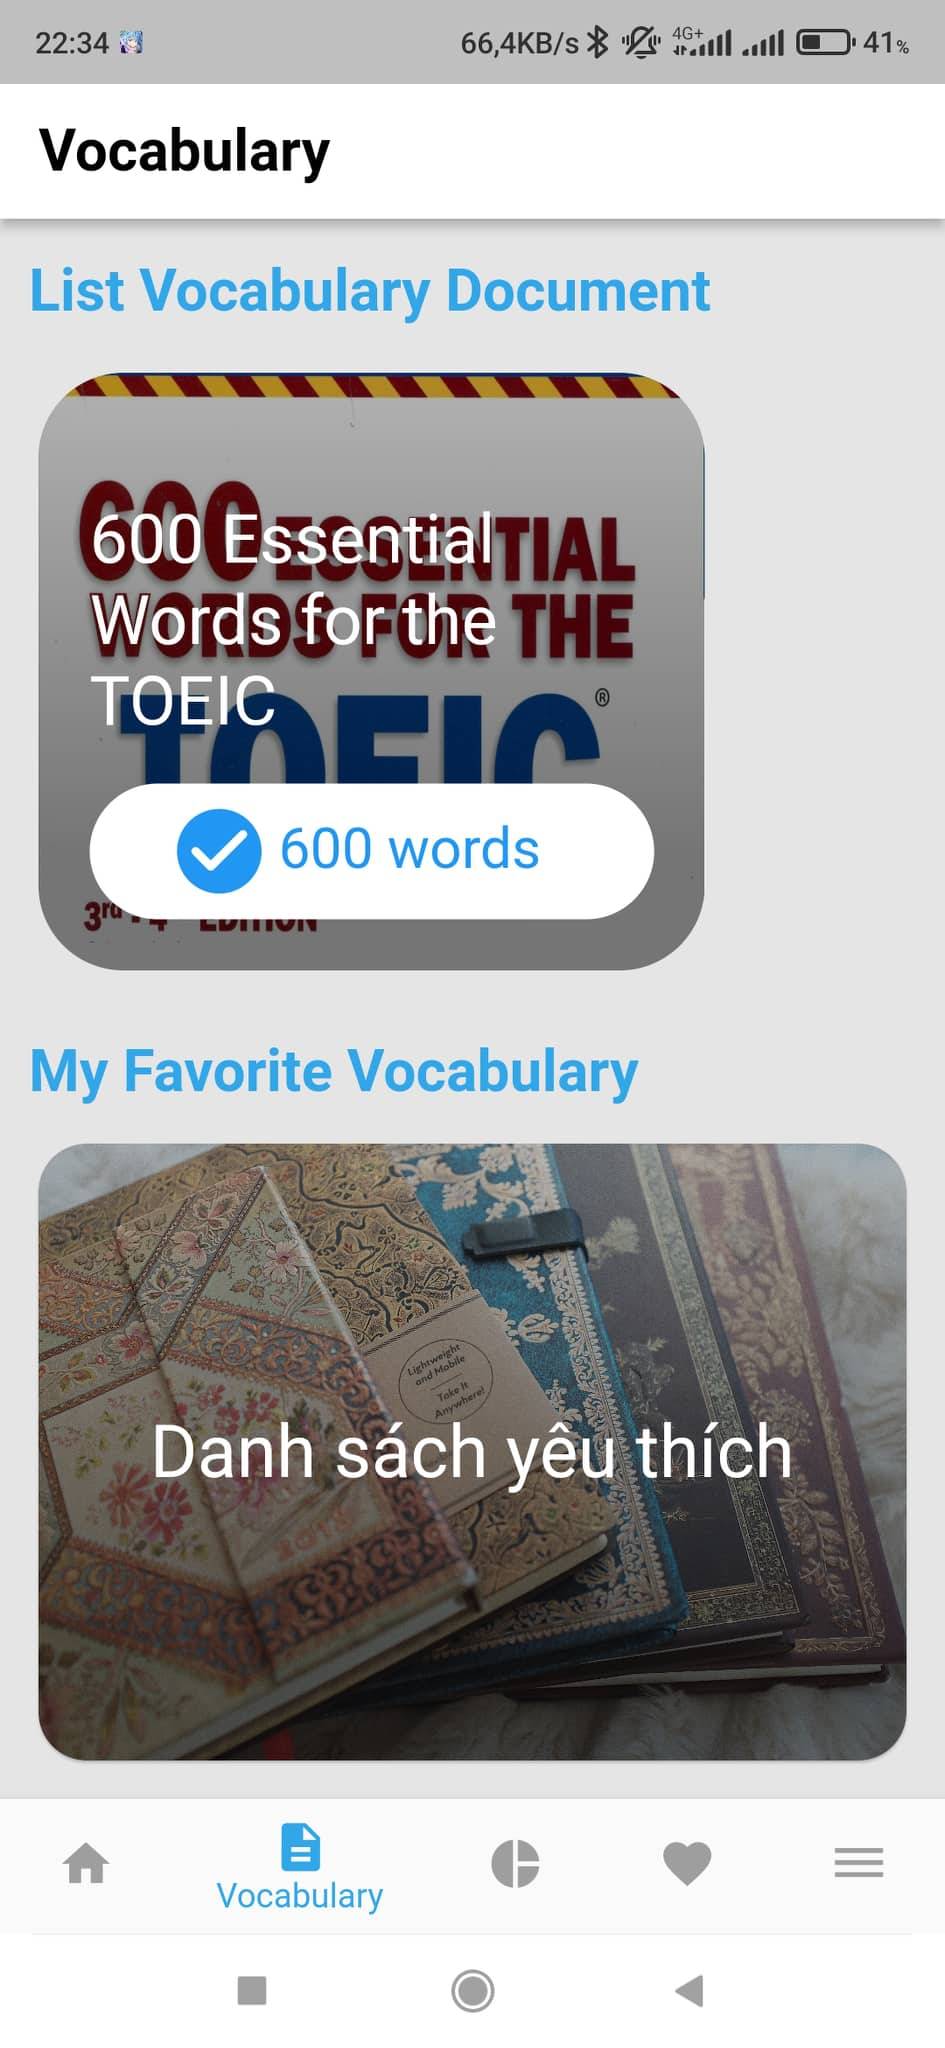 22:34 66,4KB/s 4G+ 41%
Vocabulary
List Vocabulary Document
600 ESSENTIAL
WORDS FOR THE
TOEIC®
3rd
EDITION
600 Essential
Words for the
TOEIC
600 words
My Favorite Vocabulary
Lightweight
and Mobile
Take It
Anywhere!
Danh sách yêu thích
Vocabulary